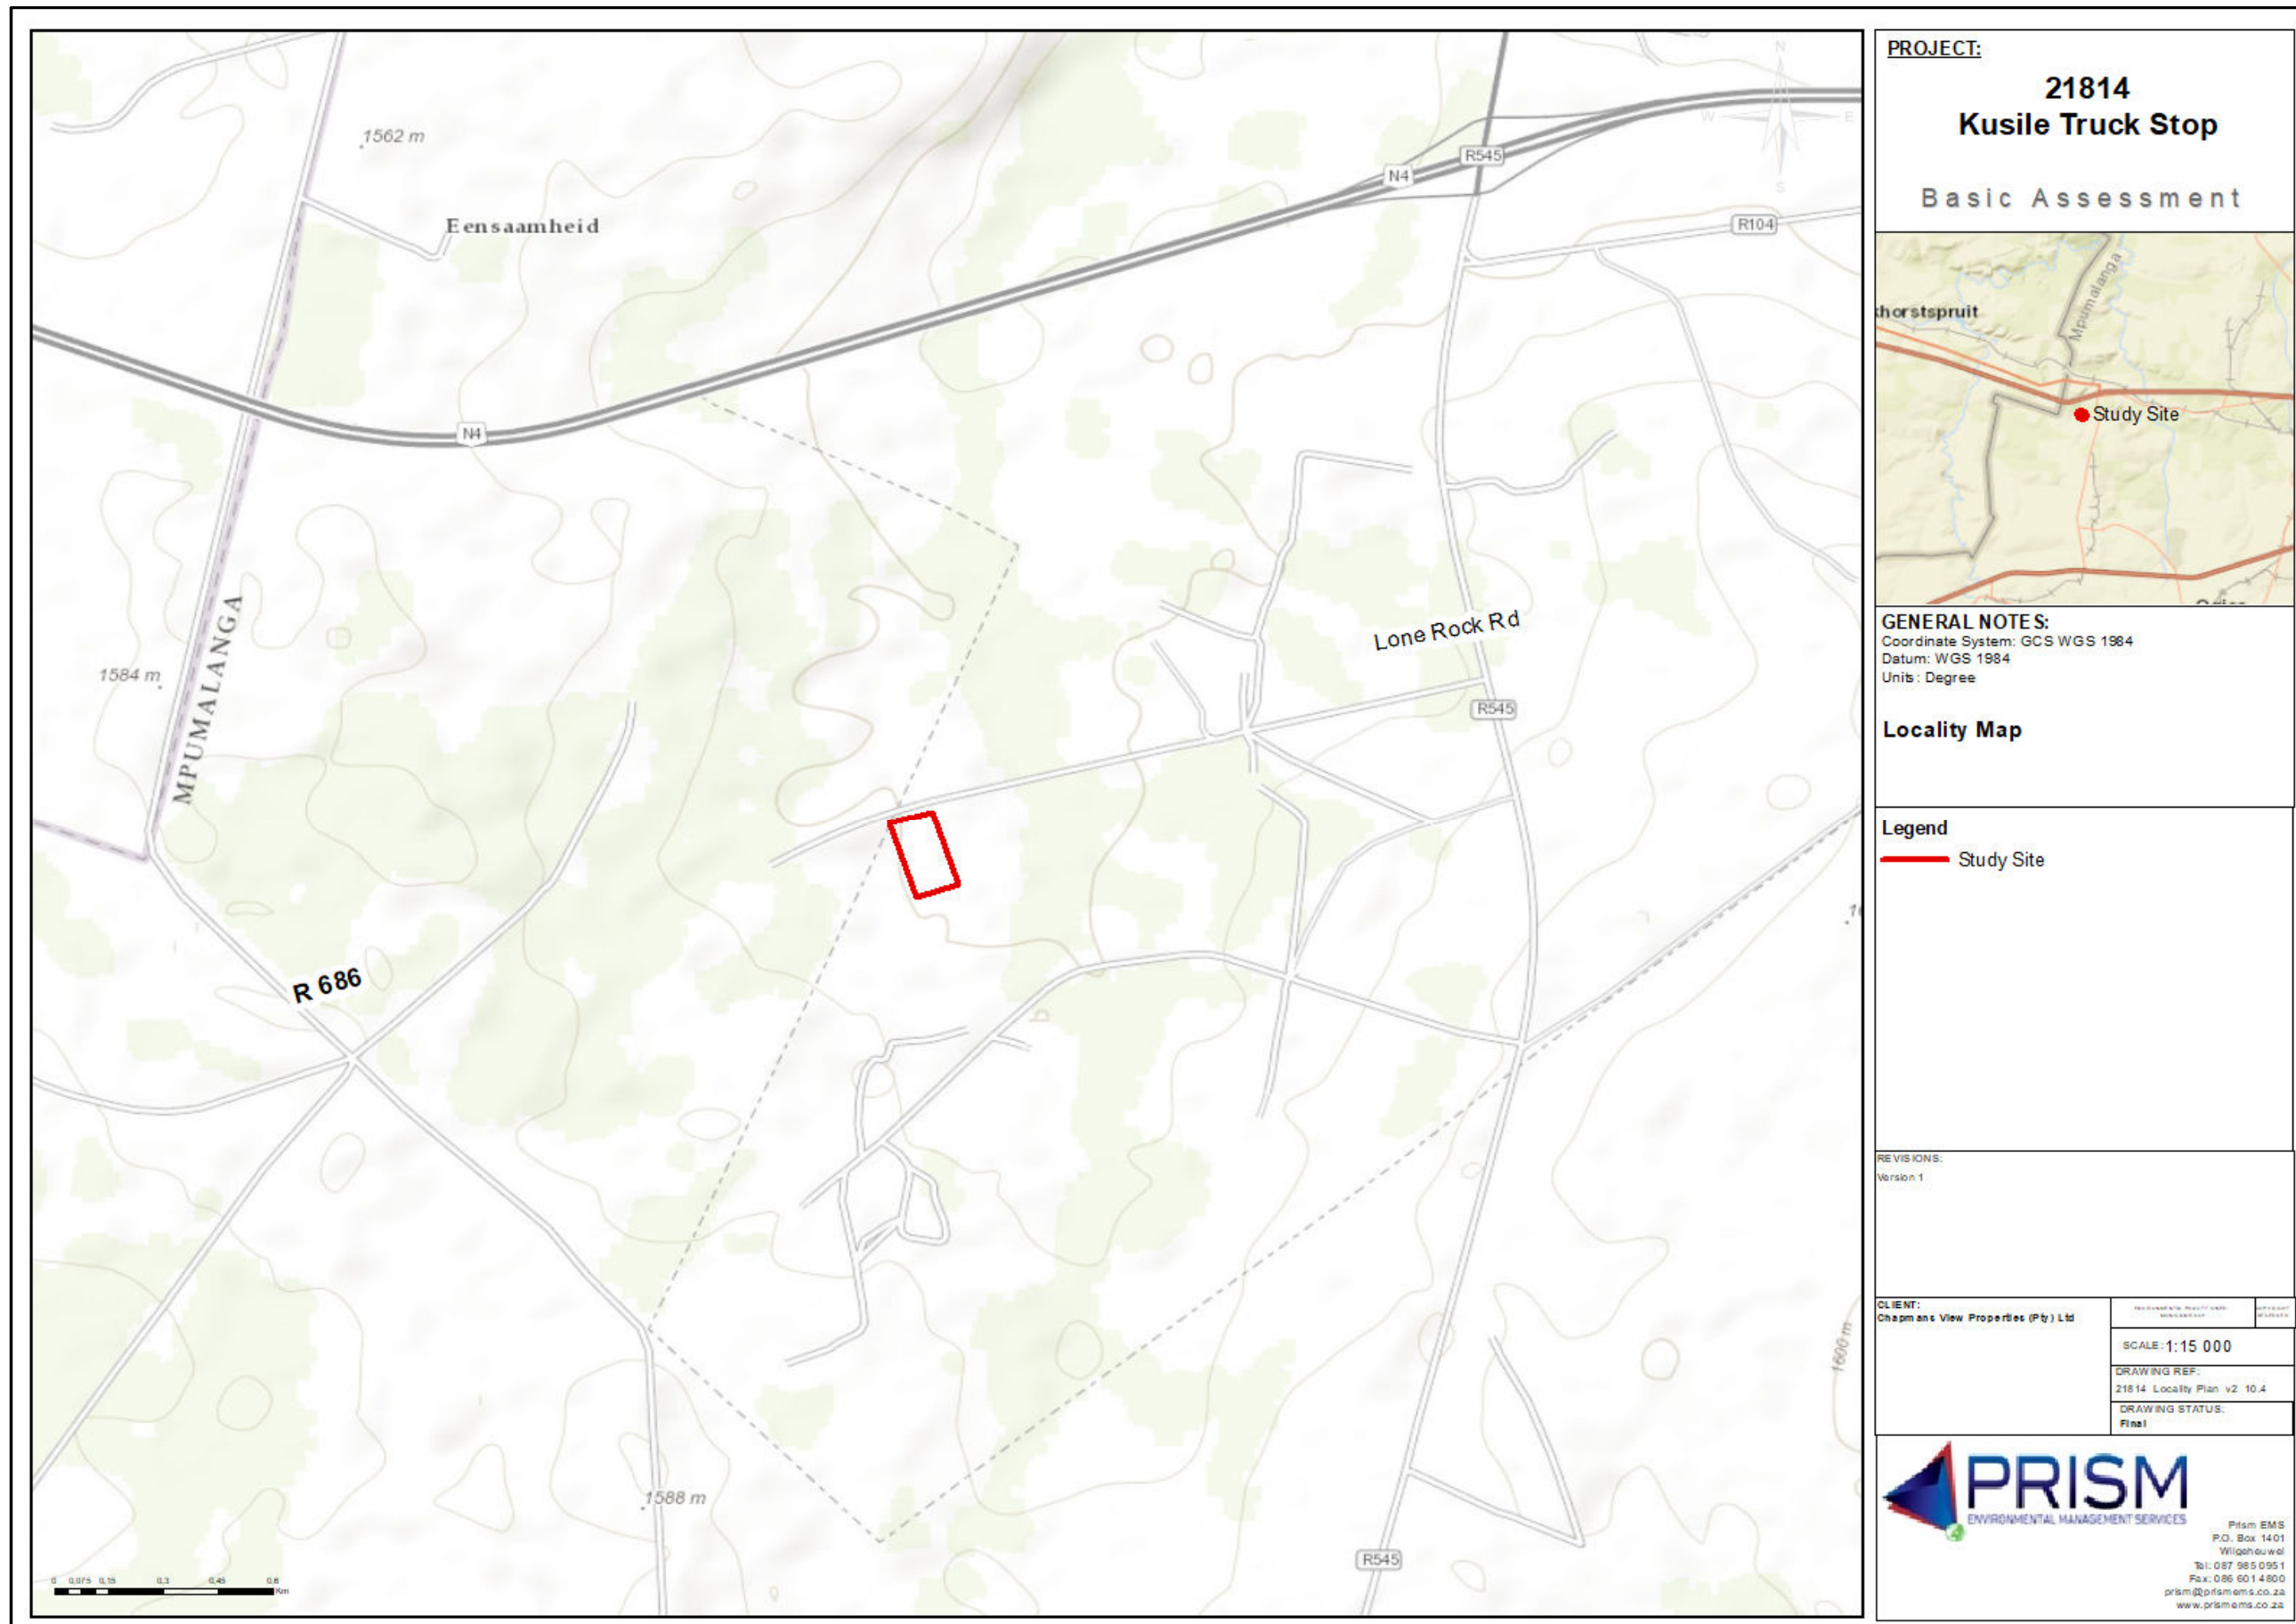 N
W
E
S
1562 m
R545
N4
R104
Eensaamheid
N4
Lone Rock Rd
1584 m
MPUMALANGA
R545
R 686
1600 m
1588 m
R545
0 0,075 0,15 0,3 0,45 0,6
Km
PROJECT:
21814
Kusile Truck Stop
Basic Assessment
Mpumalanga
khorstspruit
Study Site
GENERAL NOTES:
Coordinate System: GCS WGS 1984
Datum: WGS 1984
Units: Degree
Locality Map
Legend
Study Site
REVISIONS:
Version 1
CLIENT:
Chapmans View Properties (Pty) Ltd
SCALE: 1:15 000
DRAWING REF:
21814 Locality Plan v2 10.4
DRAWING STATUS:
Final
PRISM
ENVIRONMENTAL MANAGEMENT SERVICES
Prism EMS
P.O. Box 1401
Wilgeheuwel
Tel: 087 985 0951
Fax: 086 601 4800
prism@prismems.co.za
www.prismems.co.za